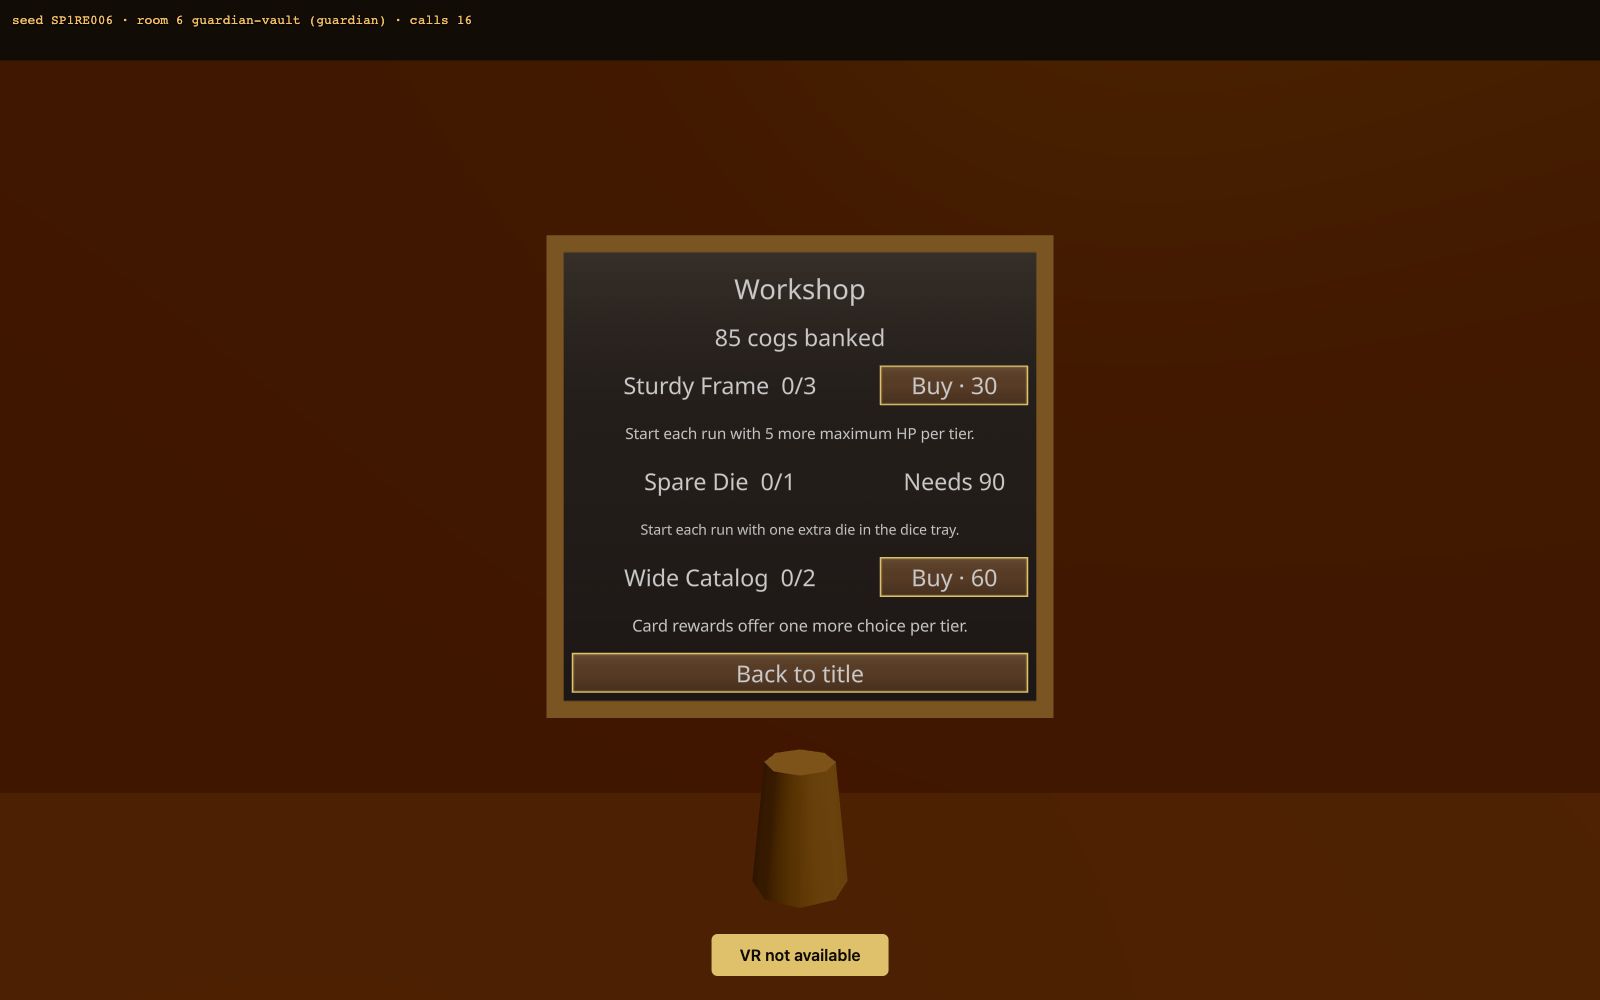 seed SP1RE006 · room 6 guardian-vault (guardian) · calls 16
Workshop
85 cogs banked
Sturdy Frame 0/3 Buy · 30
Start each run with 5 more maximum HP per tier.
Spare Die 0/1 Needs 90
Start each run with one extra die in the dice tray.
Wide Catalog 0/2 Buy · 60
Card rewards offer one more choice per tier.
Back to title
VR not available